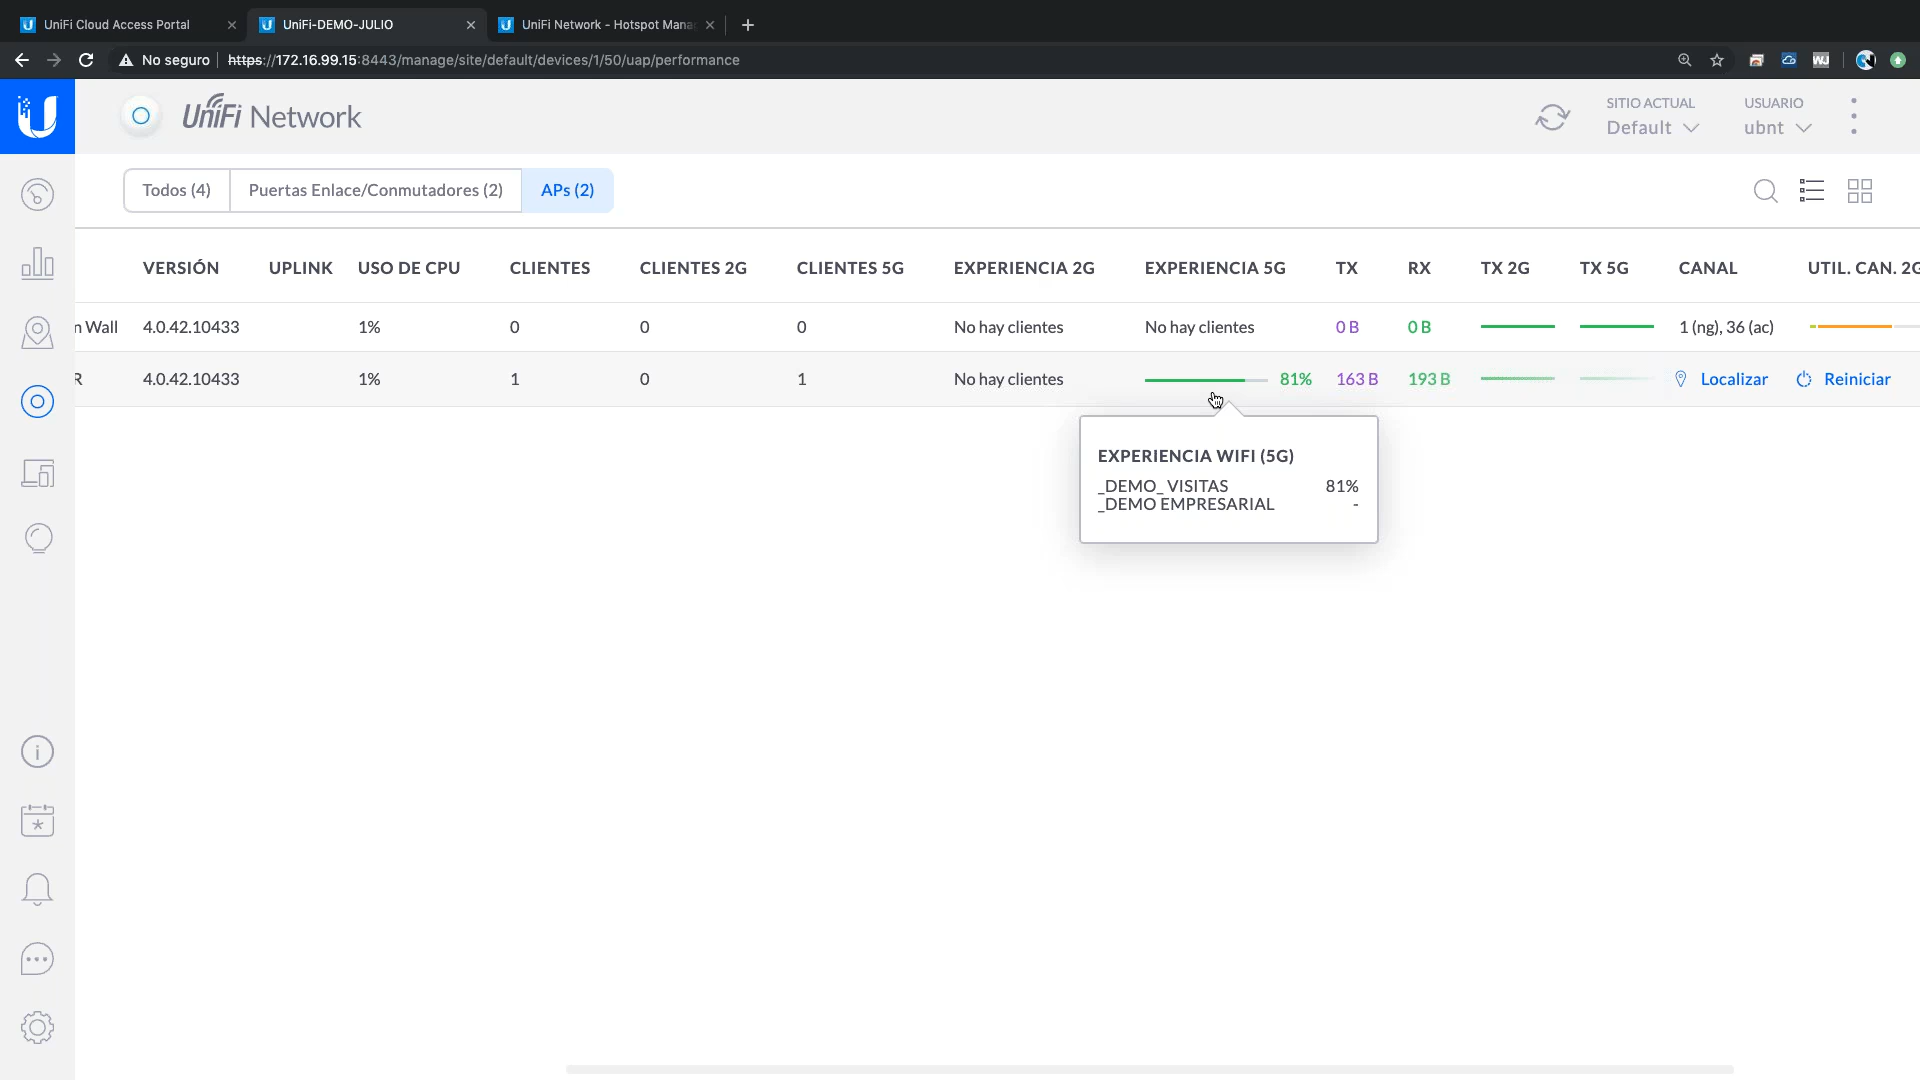 UniFi Cloud Access Portal
UniFi-DEMO-JULIO
UniFi Network - Hotspot Mana
No seguro
https://172.16.99.15:8443/manage/site/default/devices/1/50/uap/performance
UniFi Network
SITIO ACTUAL
Default
USUARIO
ubnt
Todos (4)
Puertas Enlace/Conmutadores (2)
APs (2)
VERSIÓN UPLINK USO DE CPU CLIENTES CLIENTES 2G CLIENTES 5G EXPERIENCIA 2G EXPERIENCIA 5G TX RX TX 2G TX 5G CANAL UTIL. CAN. 2G
n Wall 4.0.42.10433 1% 0 0 0 No hay clientes No hay clientes 0 B 0 B 1 (ng), 36 (ac)
R 4.0.42.10433 1% 1 0 1 No hay clientes 81% 163 B 193 B Localizar Reiniciar
EXPERIENCIA WIFI (5G)
_DEMO_VISITAS 81%
_DEMO EMPRESARIAL -